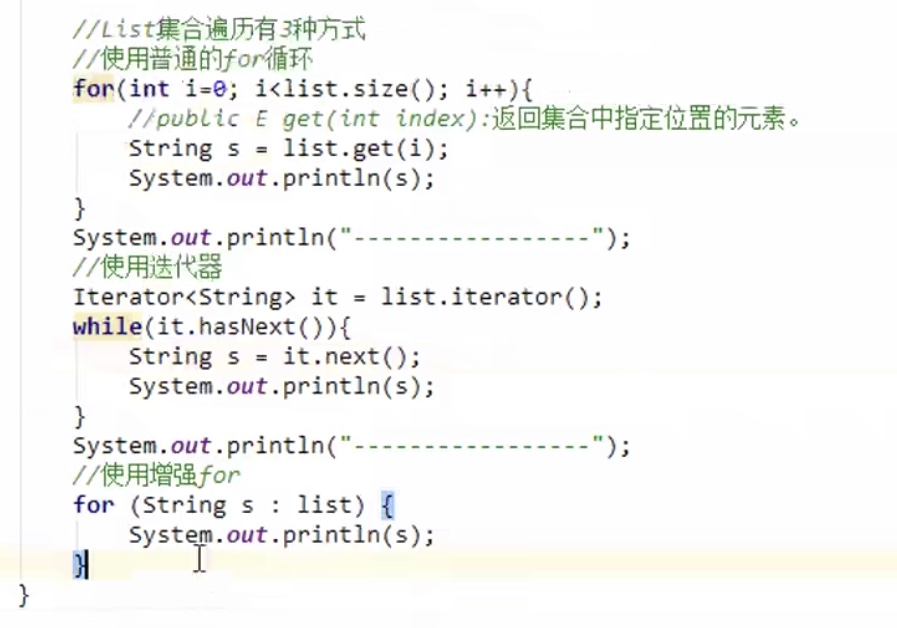 //List集合遍历有3种方式
//使用普通的for循环
for(int i=0; i<list.size(); i++){
//public E get(int index):返回集合中指定位置的元素。
String s = list.get(i);
System.out.println(s);
}
System.out.println("-----------------");
//使用迭代器
Iterator<String> it = list.iterator();
while(it.hasNext()){
String s = it.next();
System.out.println(s);
}
System.out.println("-----------------");
//使用增强for
for (String s : list) {
System.out.println(s);
}
}